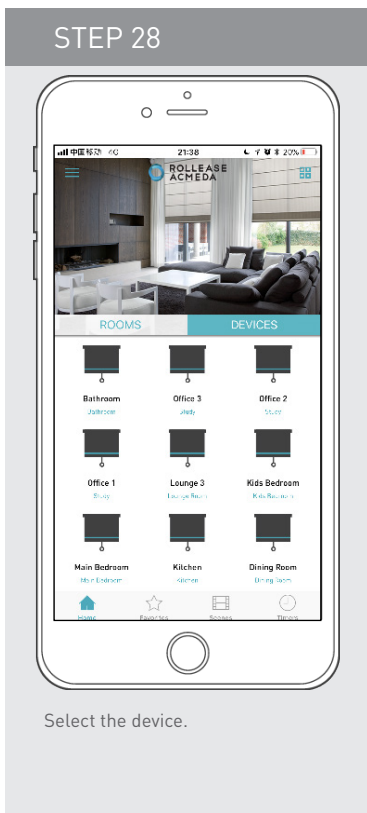 STEP 28
中国移动 4G 21:38 20%
ROLLEASE
ACMEDA
ROOMS DEVICES
Bathroom Office 3 Office 2
Bathroom Study Study
Office 1 Lounge 3 Kids Bedroom
Study Lounge Room Kids Bedroom
Main Bedroom Kitchen Dining Room
Main Bedroom Kitchen Dining Room
Home Favorites Scenes Timers
Select the device.